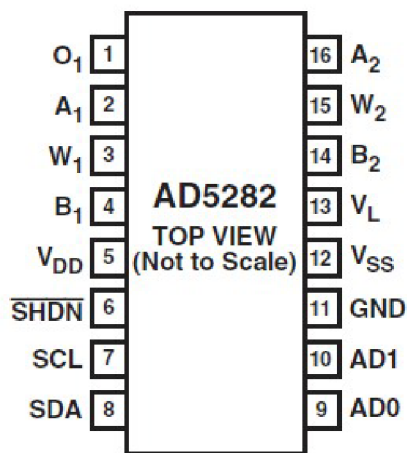 O1 1 16 A2
A1 2 15 W2
W1 3 14 B2
B1 4 13 VL
AD5282
TOP VIEW
(Not to Scale)
VDD 5 12 VSS
SHDN 6 11 GND
SCL 7 10 AD1
SDA 8 9 AD0